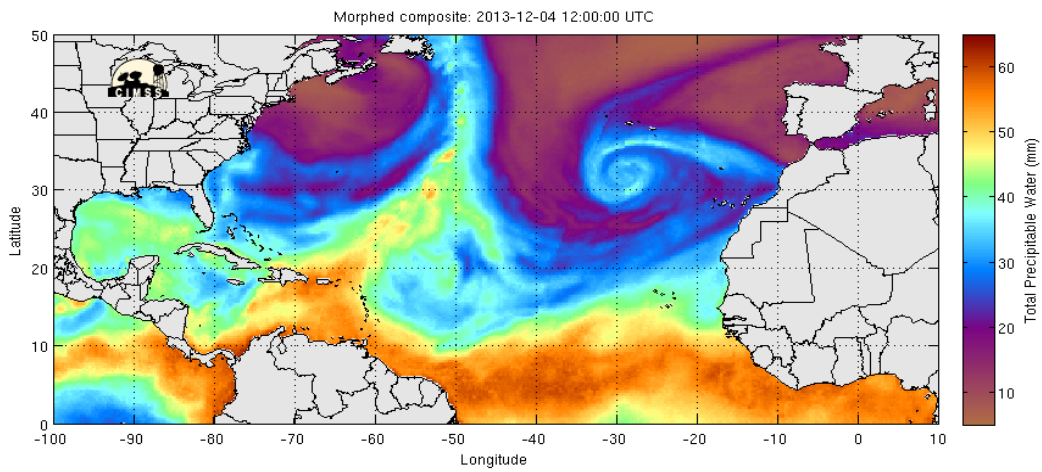 Morphed composite: 2013-12-04 12:00:00 UTC
50
40
30
20
10
0
Latitude
CIMSS
-100 -90 -80 -70 -60 -50 -40 -30 -20 -10 0 10
Longitude
60
50
40
30
20
10
Total Precipitable Water (mm)